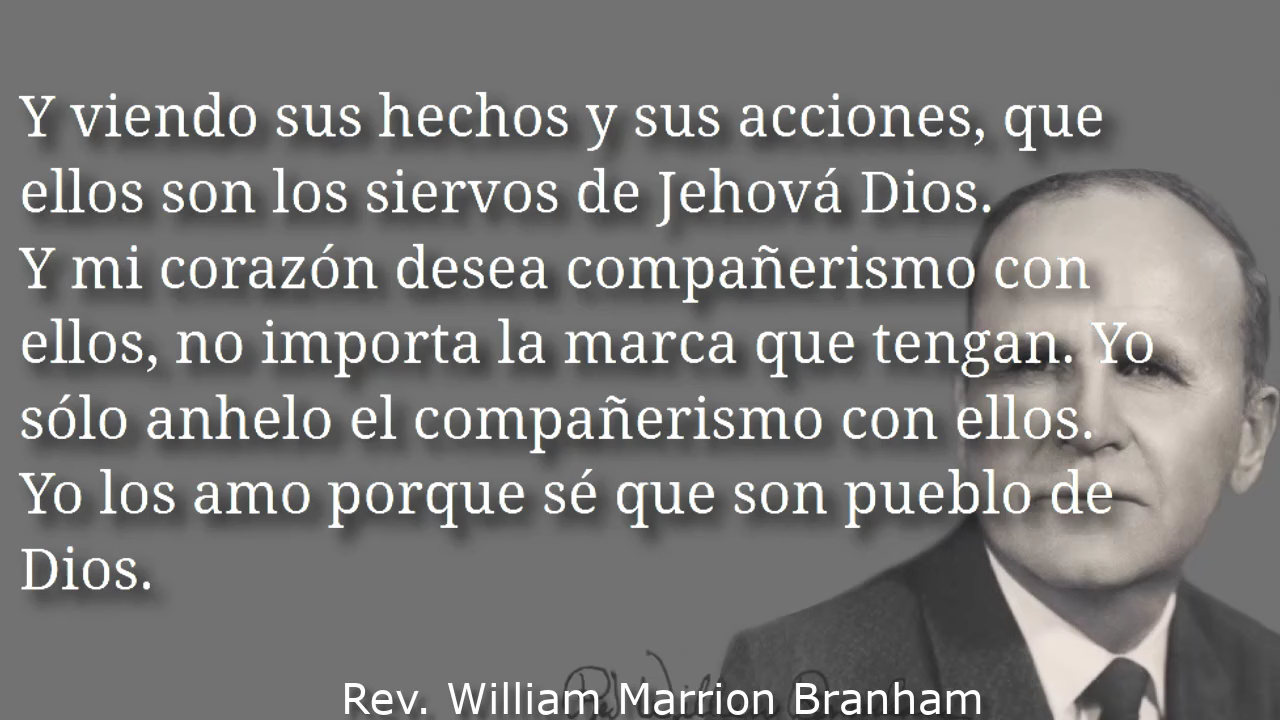 Y viendo sus hechos y sus acciones, que
ellos son los siervos de Jehová Dios.
Y mi corazón desea compañerismo con
ellos, no importa la marca que tengan. Yo
sólo anhelo el compañerismo con ellos.
Yo los amo porque sé que son pueblo de
Dios.
Rev. William Marrion Branham